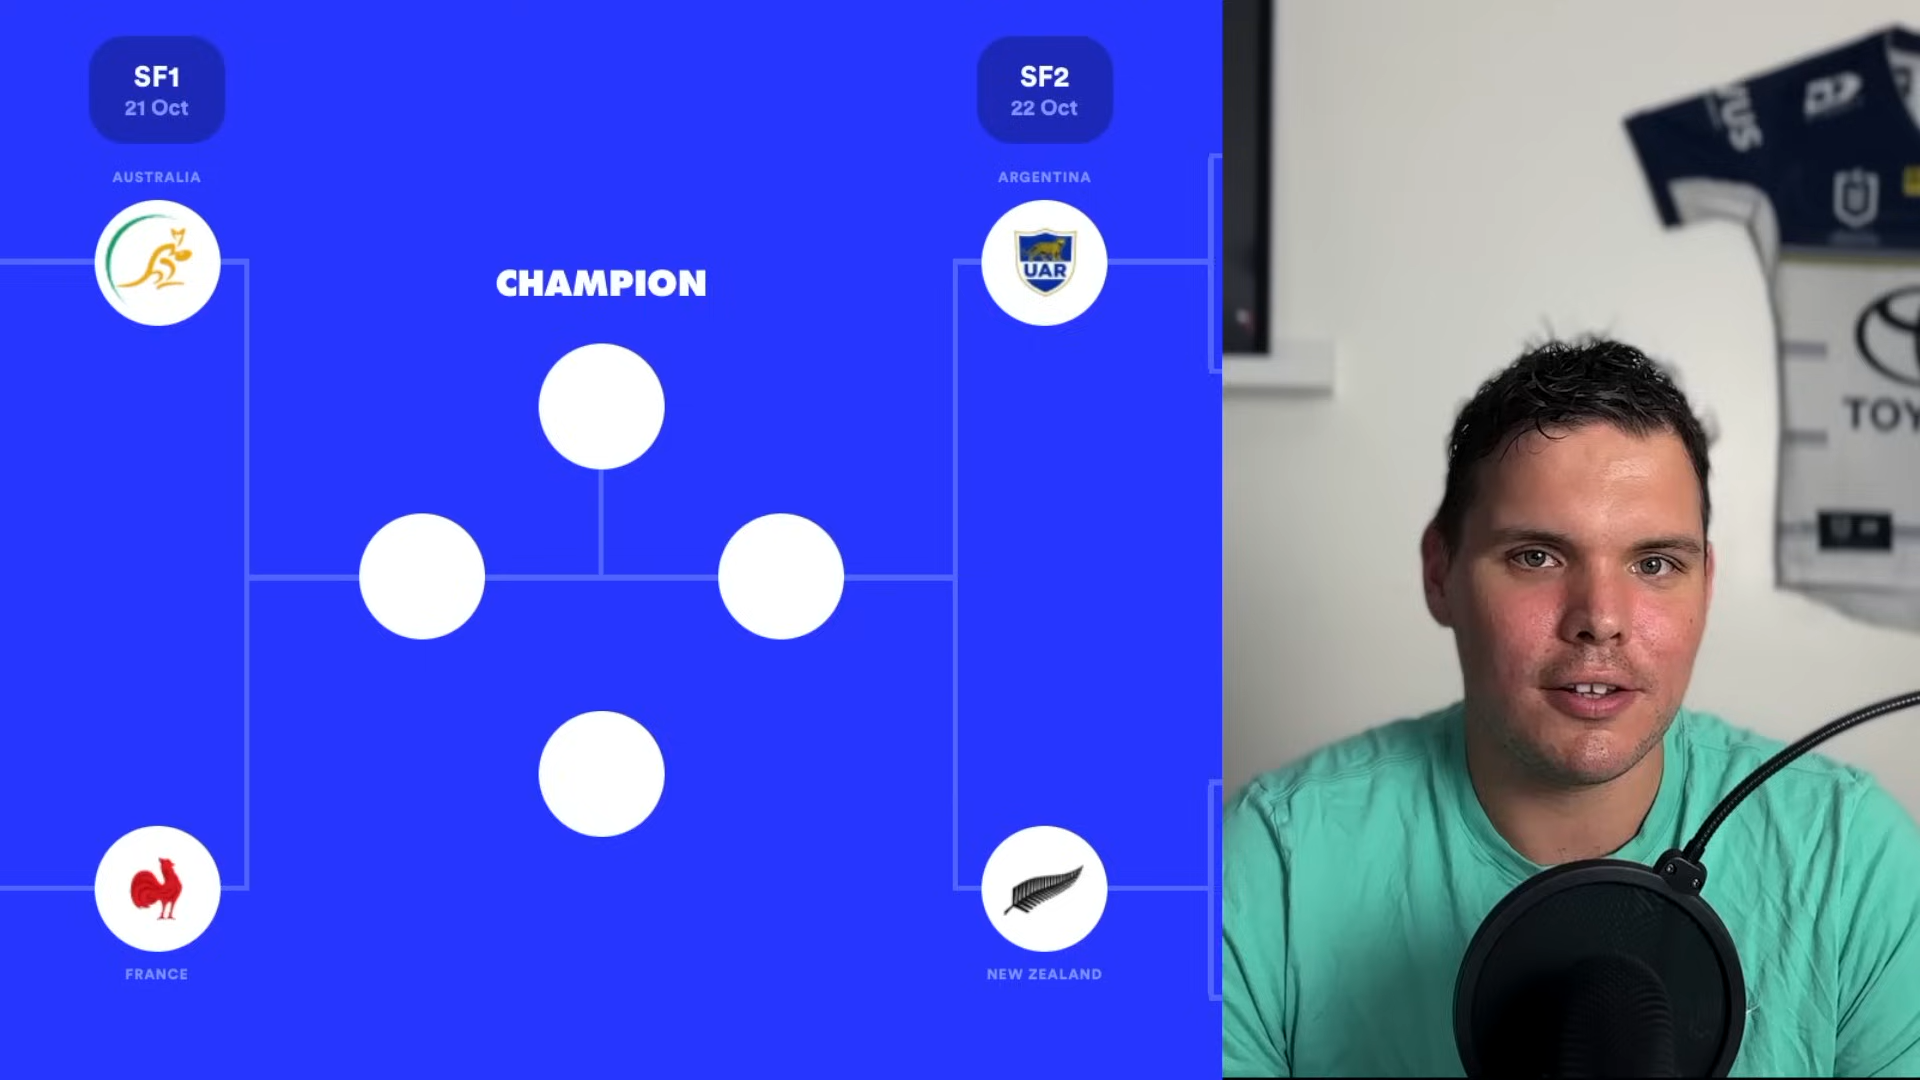 SF1
21 Oct
AUSTRALIA
SF2
22 Oct
ARGENTINA
CHAMPION
UAR
FRANCE
NEW ZEALAND
TOY